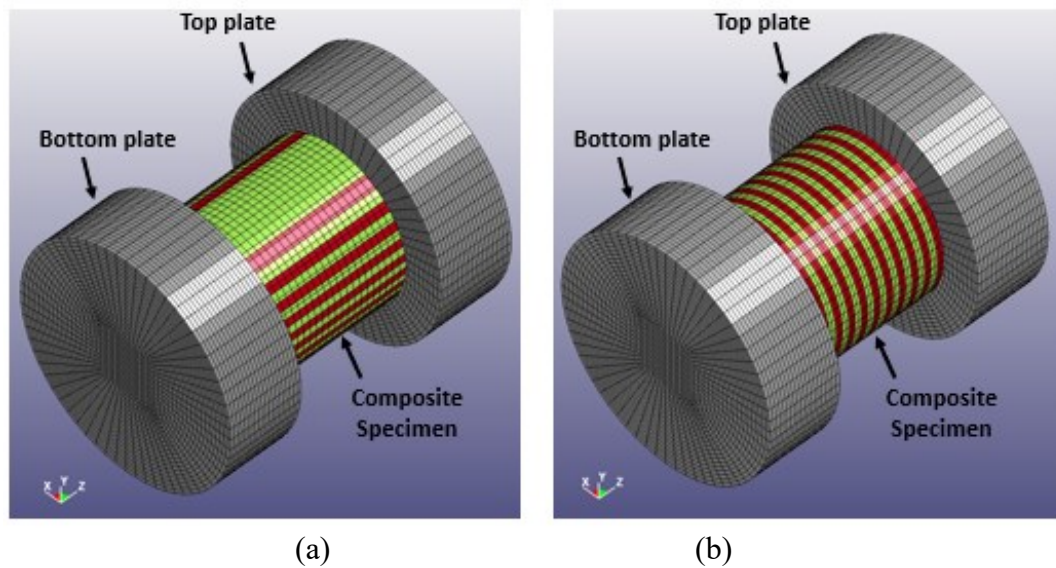 Top plate
Bottom plate
Composite
Specimen
X Y Z
(a)
Top plate
Bottom plate
Composite
Specimen
X Y Z
(b)